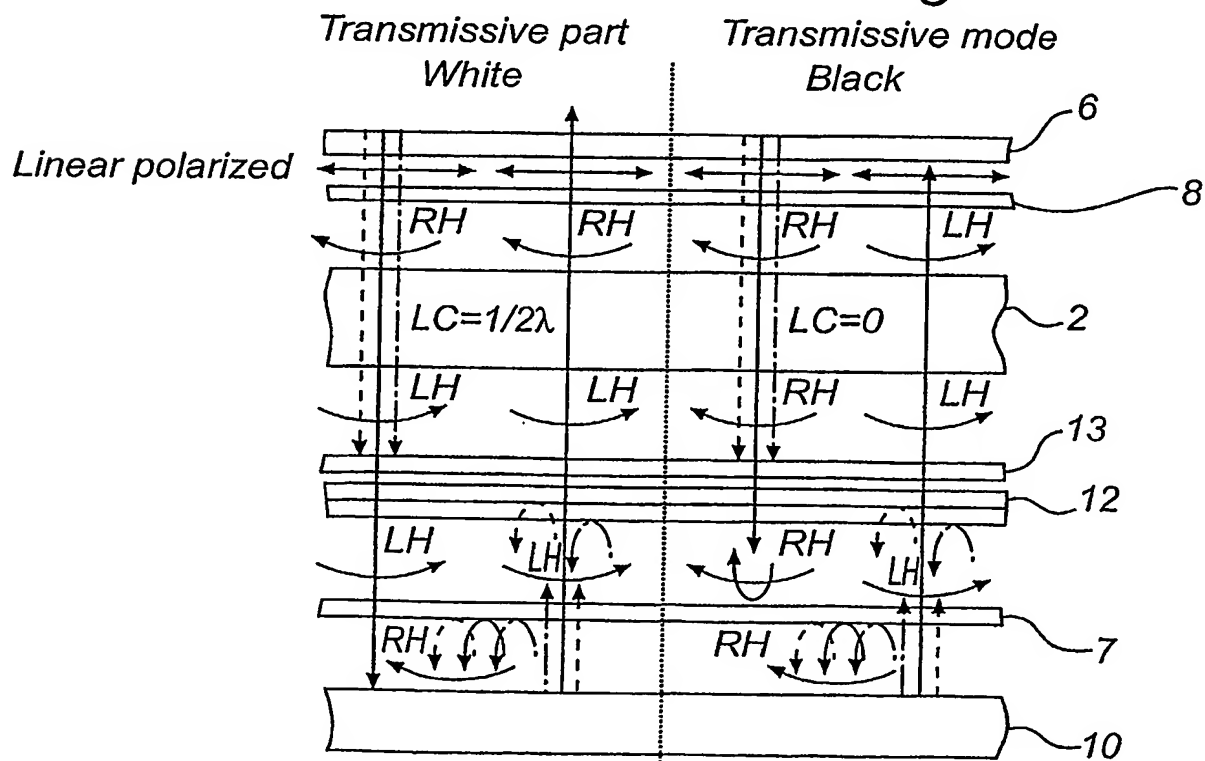 Transmissive part
White
Transmissive mode
Black
6
Linear polarized
8
RH
RH
RH
LH
LC=1/2λ
LC=0
2
LH
LH
RH
LH
13
12
LH
LH
RH
LH
7
RH
RH
10